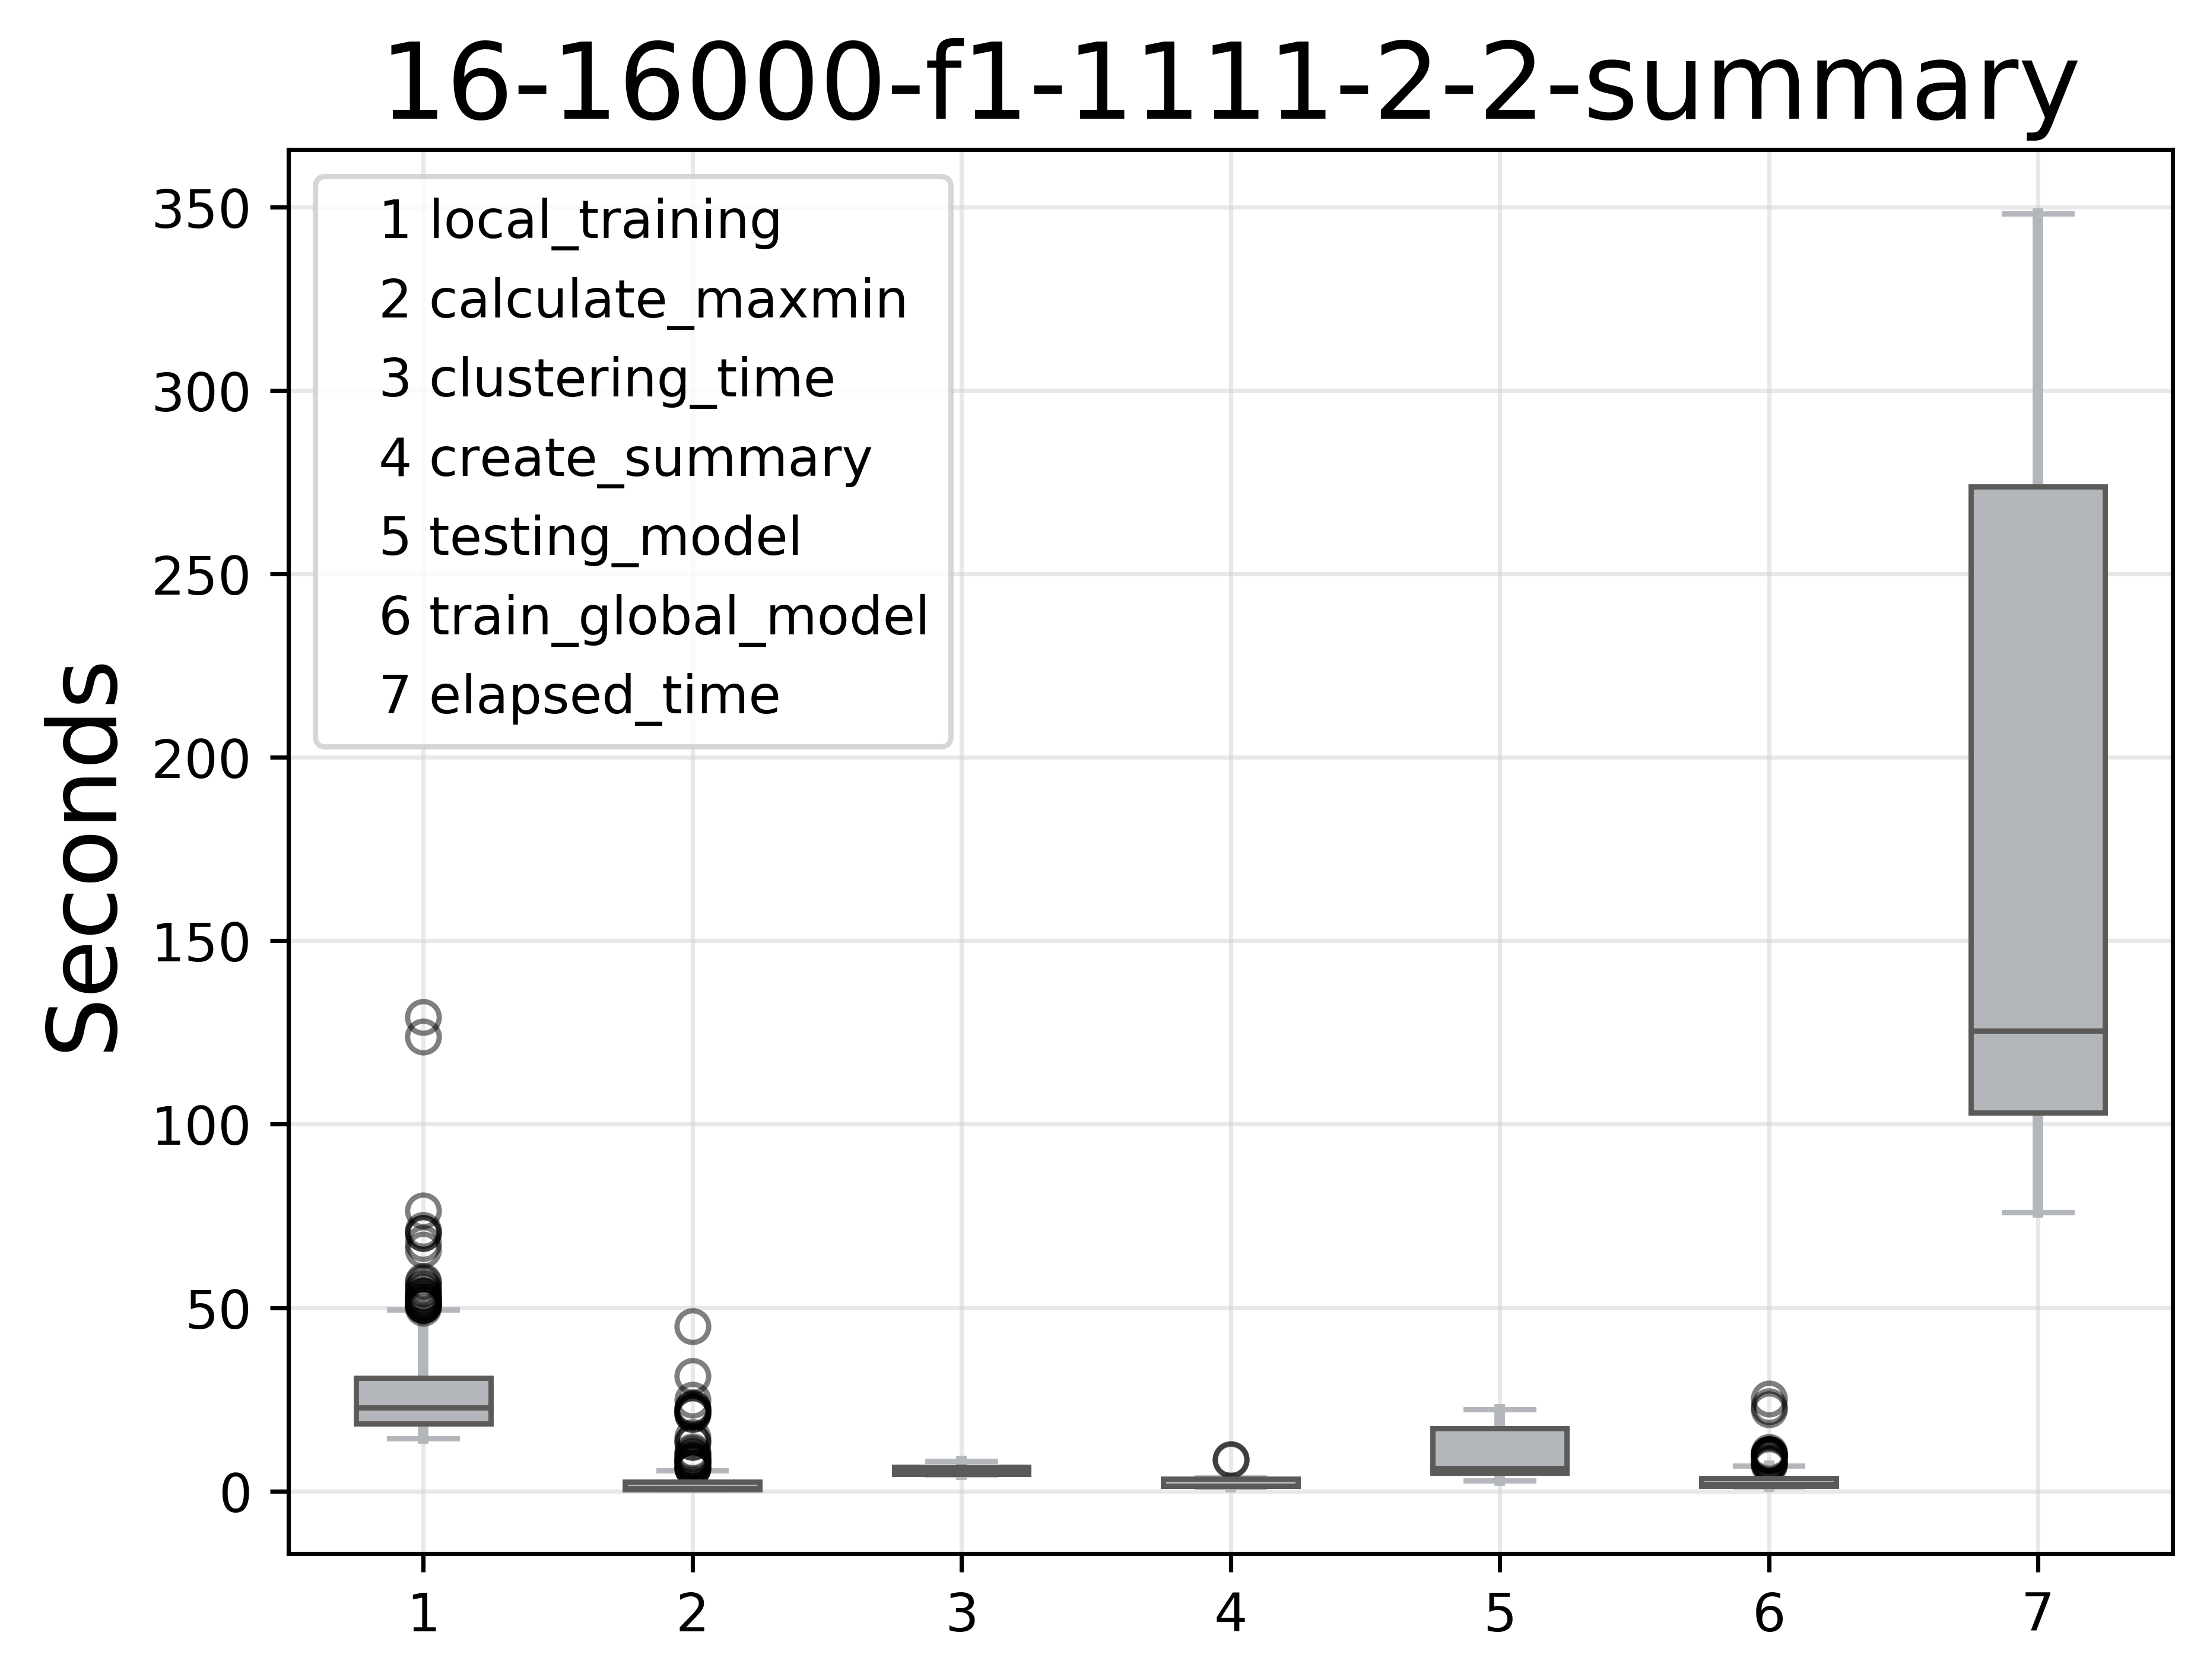 16-16000-f1-1111-2-2-summary
350
300
250
200
150
100
50
0
Seconds
1 local_training
2 calculate_maxmin
3 clustering_time
4 create_summary
5 testing_model
6 train_global_model
7 elapsed_time
1 2 3 4 5 6 7